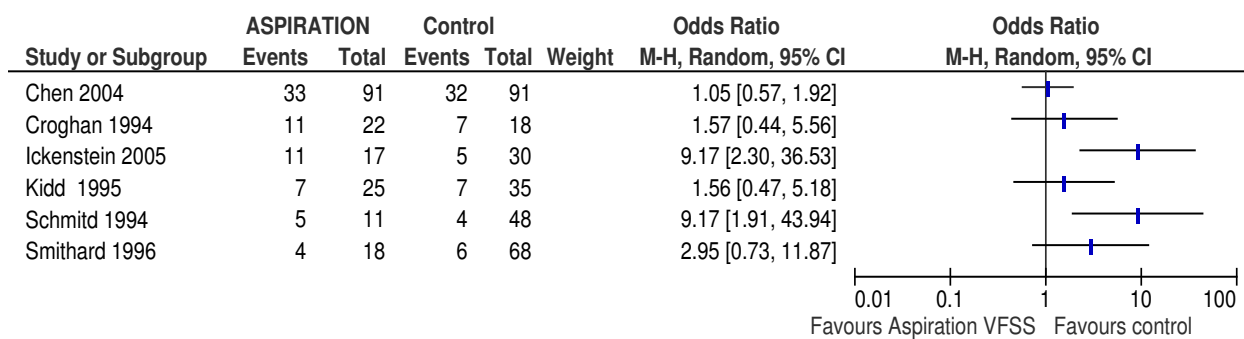 ASPIRATION Control Odds Ratio Odds Ratio
Study or Subgroup Events Total Events Total Weight M-H, Random, 95% CI M-H, Random, 95% CI
Chen 2004 33 91 32 91 1.05 [0.57, 1.92]
Croghan 1994 11 22 7 18 1.57 [0.44, 5.56]
Ickenstein 2005 11 17 5 30 9.17 [2.30, 36.53]
Kidd 1995 7 25 7 35 1.56 [0.47, 5.18]
Schmitd 1994 5 11 4 48 9.17 [1.91, 43.94]
Smithard 1996 4 18 6 68 2.95 [0.73, 11.87]
0.01 0.1 1 10 100
Favours Aspiration VFSS Favours control